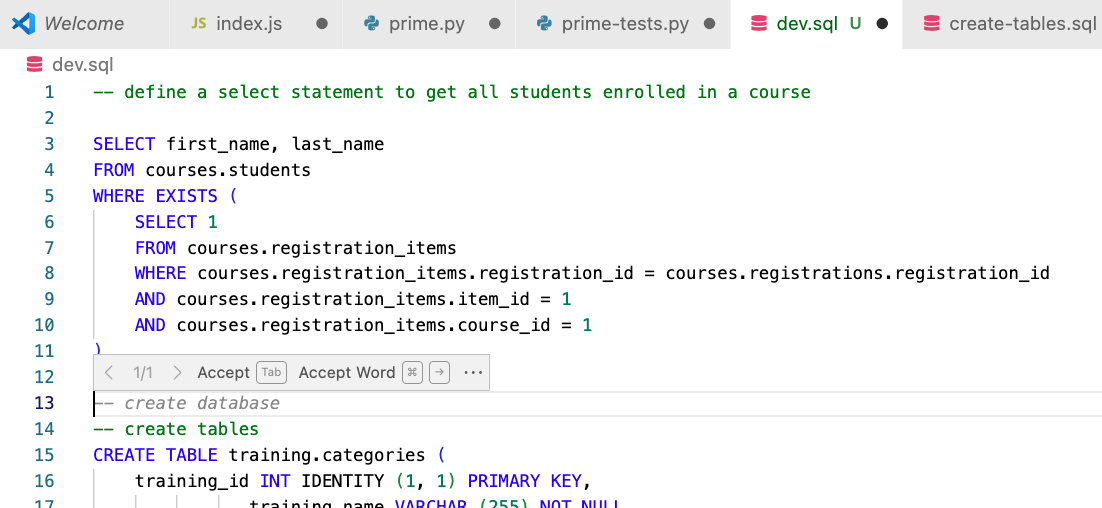 Welcome JS index.js prime.py prime-tests.py dev.sql U create-tables.sql
dev.sql
1 -- define a select statement to get all students enrolled in a course
2
3 SELECT first_name, last_name
4 FROM courses.students
5 WHERE EXISTS (
6 SELECT 1
7 FROM courses.registration_items
8 WHERE courses.registration_items.registration_id = courses.registrations.registration_id
9 AND courses.registration_items.item_id = 1
10 AND courses.registration_items.course_id = 1
11 )
12 < 1/1 > Accept Tab Accept Word ⌘ → ···
13 -- create database
14 -- create tables
15 CREATE TABLE training.categories (
16 training_id INT IDENTITY (1, 1) PRIMARY KEY,
17 training_name VARCHAR (255) NOT NULL